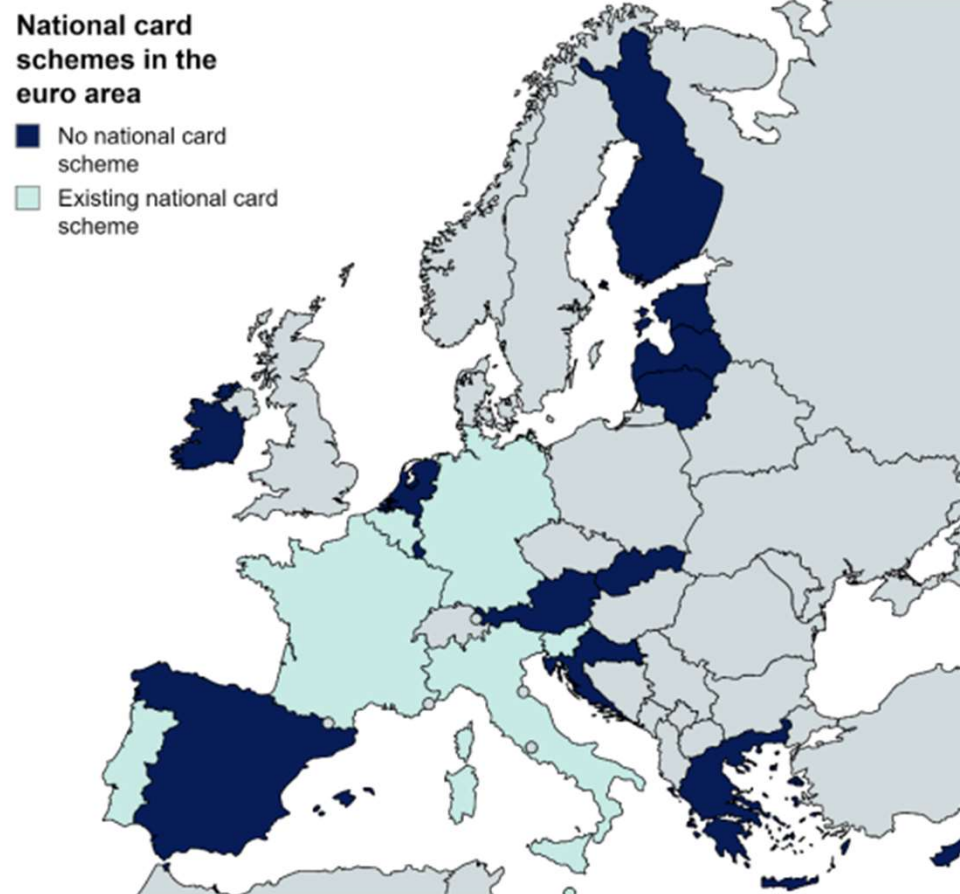 National card
schemes in the
euro area
No national card
scheme
Existing national card
scheme